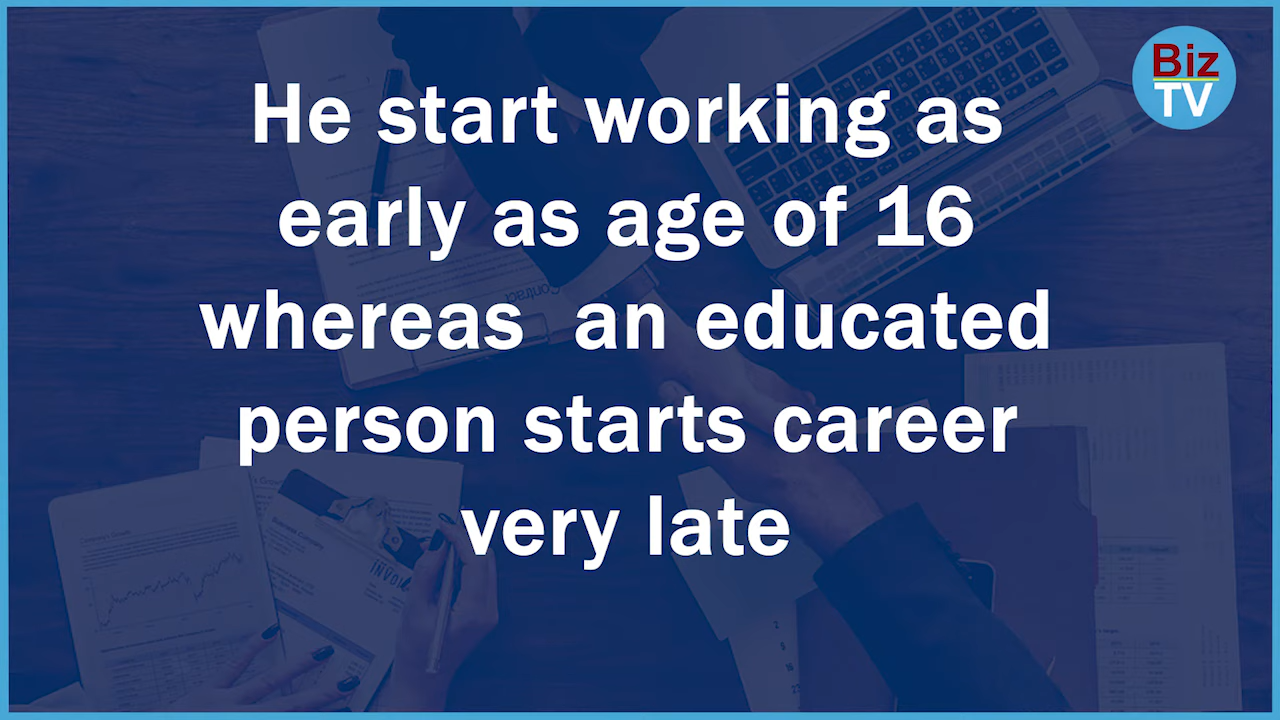 Biz
TV
He start working as
early as age of 16
whereas  an educated
person starts career
very late
Contract